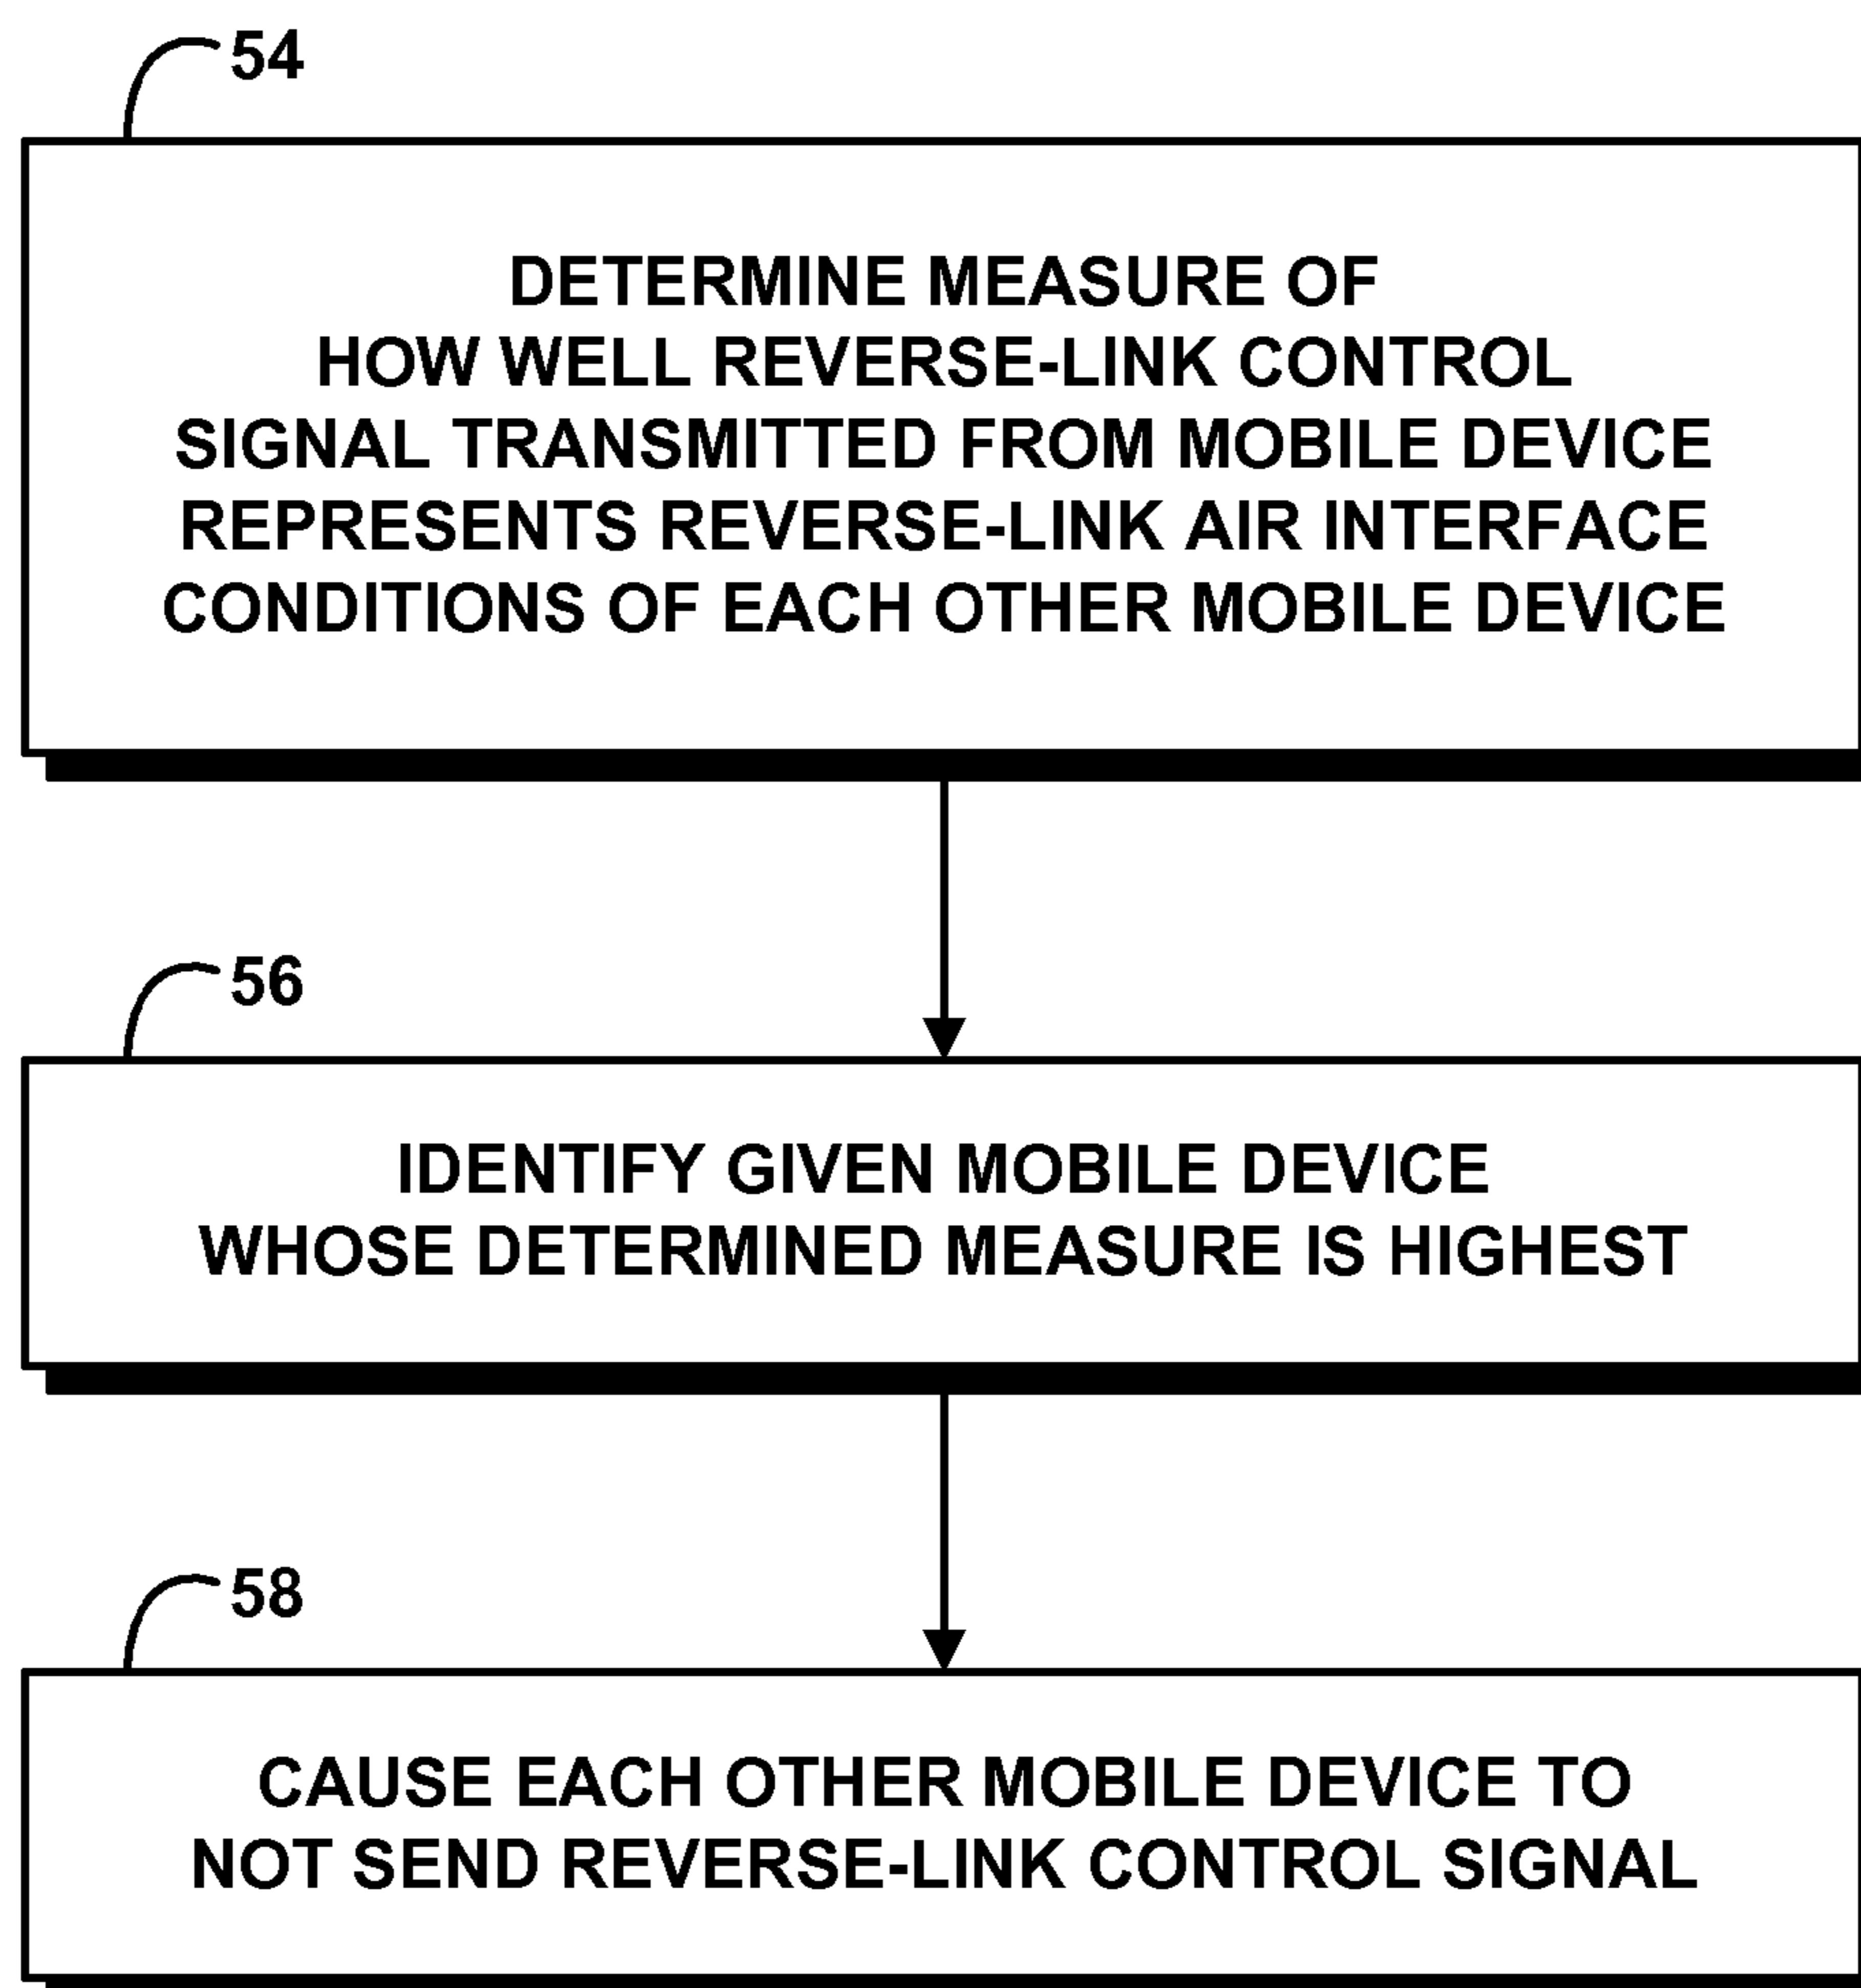 54
DETERMINE MEASURE OF
HOW WELL REVERSE-LINK CONTROL
SIGNAL TRANSMITTED FROM MOBILE DEVICE
REPRESENTS REVERSE-LINK AIR INTERFACE
CONDITIONS OF EACH OTHER MOBILE DEVICE
56
IDENTIFY GIVEN MOBILE DEVICE
WHOSE DETERMINED MEASURE IS HIGHEST
58
CAUSE EACH OTHER MOBILE DEVICE TO
NOT SEND REVERSE-LINK CONTROL SIGNAL